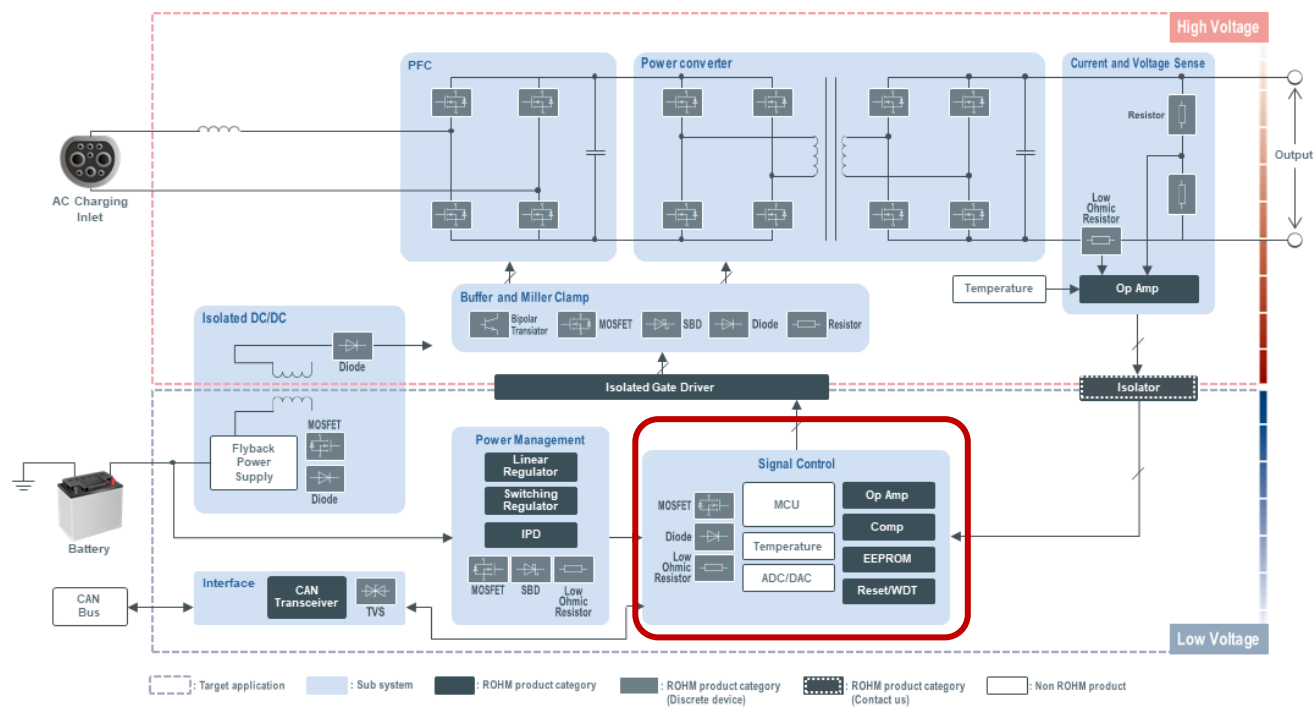 High Voltage
PFC
Power converter
Current and Voltage Sense
Resistor
Output
AC Charging
Inlet
Low
Ohmic
Resistor
Temperature
Op Amp
Buffer and Miller Clamp
Bipolar
Transiator
MOSFET
SBD
Diode
Resistor
Isolated DC/DC
Diode
Isolated Gate Driver
Isolator
MOSFET
Flyback
Power
Supply
Diode
Battery
Power Management
Linear
Regulator
Switching
Regulator
IPD
MOSFET
SBD
Low
Ohmic
Resistor
Signal Control
MOSFET
Diode
Low
Ohmic
Resistor
MCU
Temperature
ADC/DAC
Op Amp
Comp
EEPROM
Reset/WDT
Interface
CAN
Transceiver
TVS
CAN
Bus
Low Voltage
: Target application
: Sub system
: ROHM product category
: ROHM product category
(Discrete device)
: ROHM product category
(Contact us)
: Non ROHM product